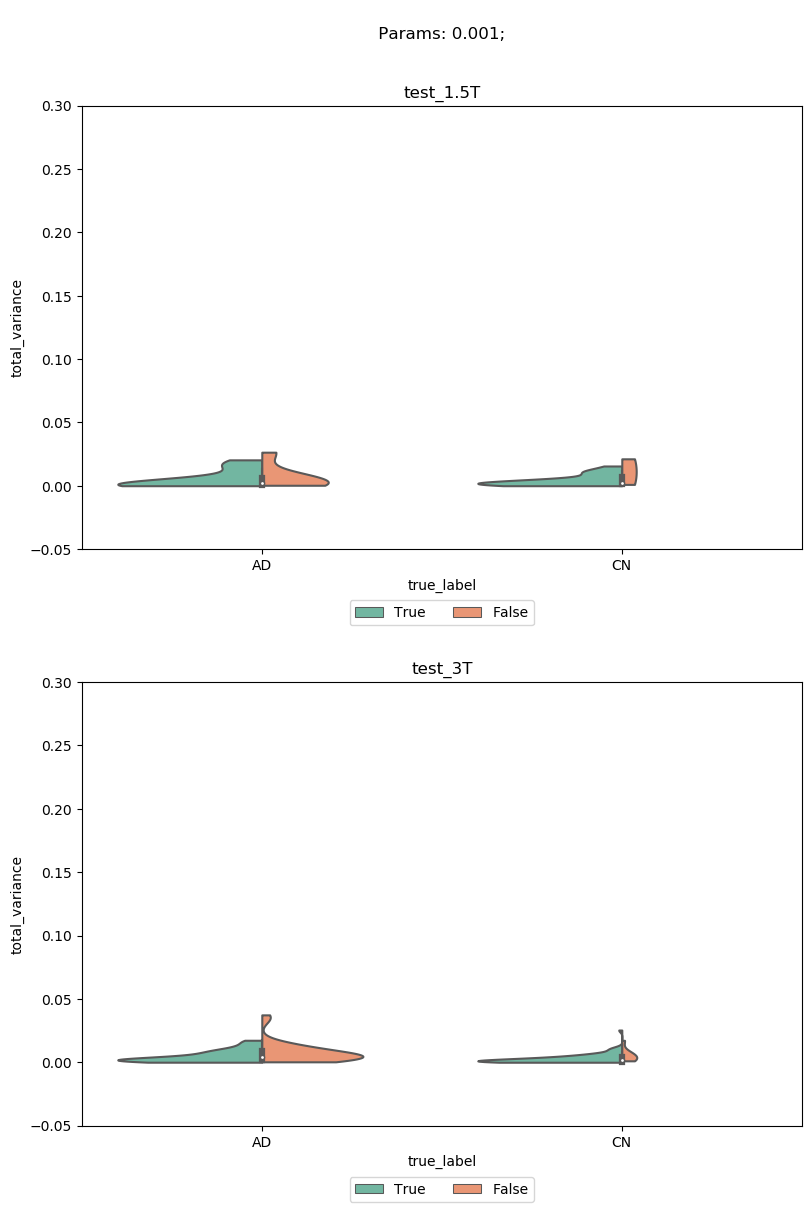 Params: 0.001;
test_1.5T
0.30
0.25
0.20
0.15
0.10
0.05
0.00
−0.05
total_variance
AD CN
true_label
True False
test_3T
0.30
0.25
0.20
0.15
0.10
0.05
0.00
−0.05
total_variance
AD CN
true_label
True False